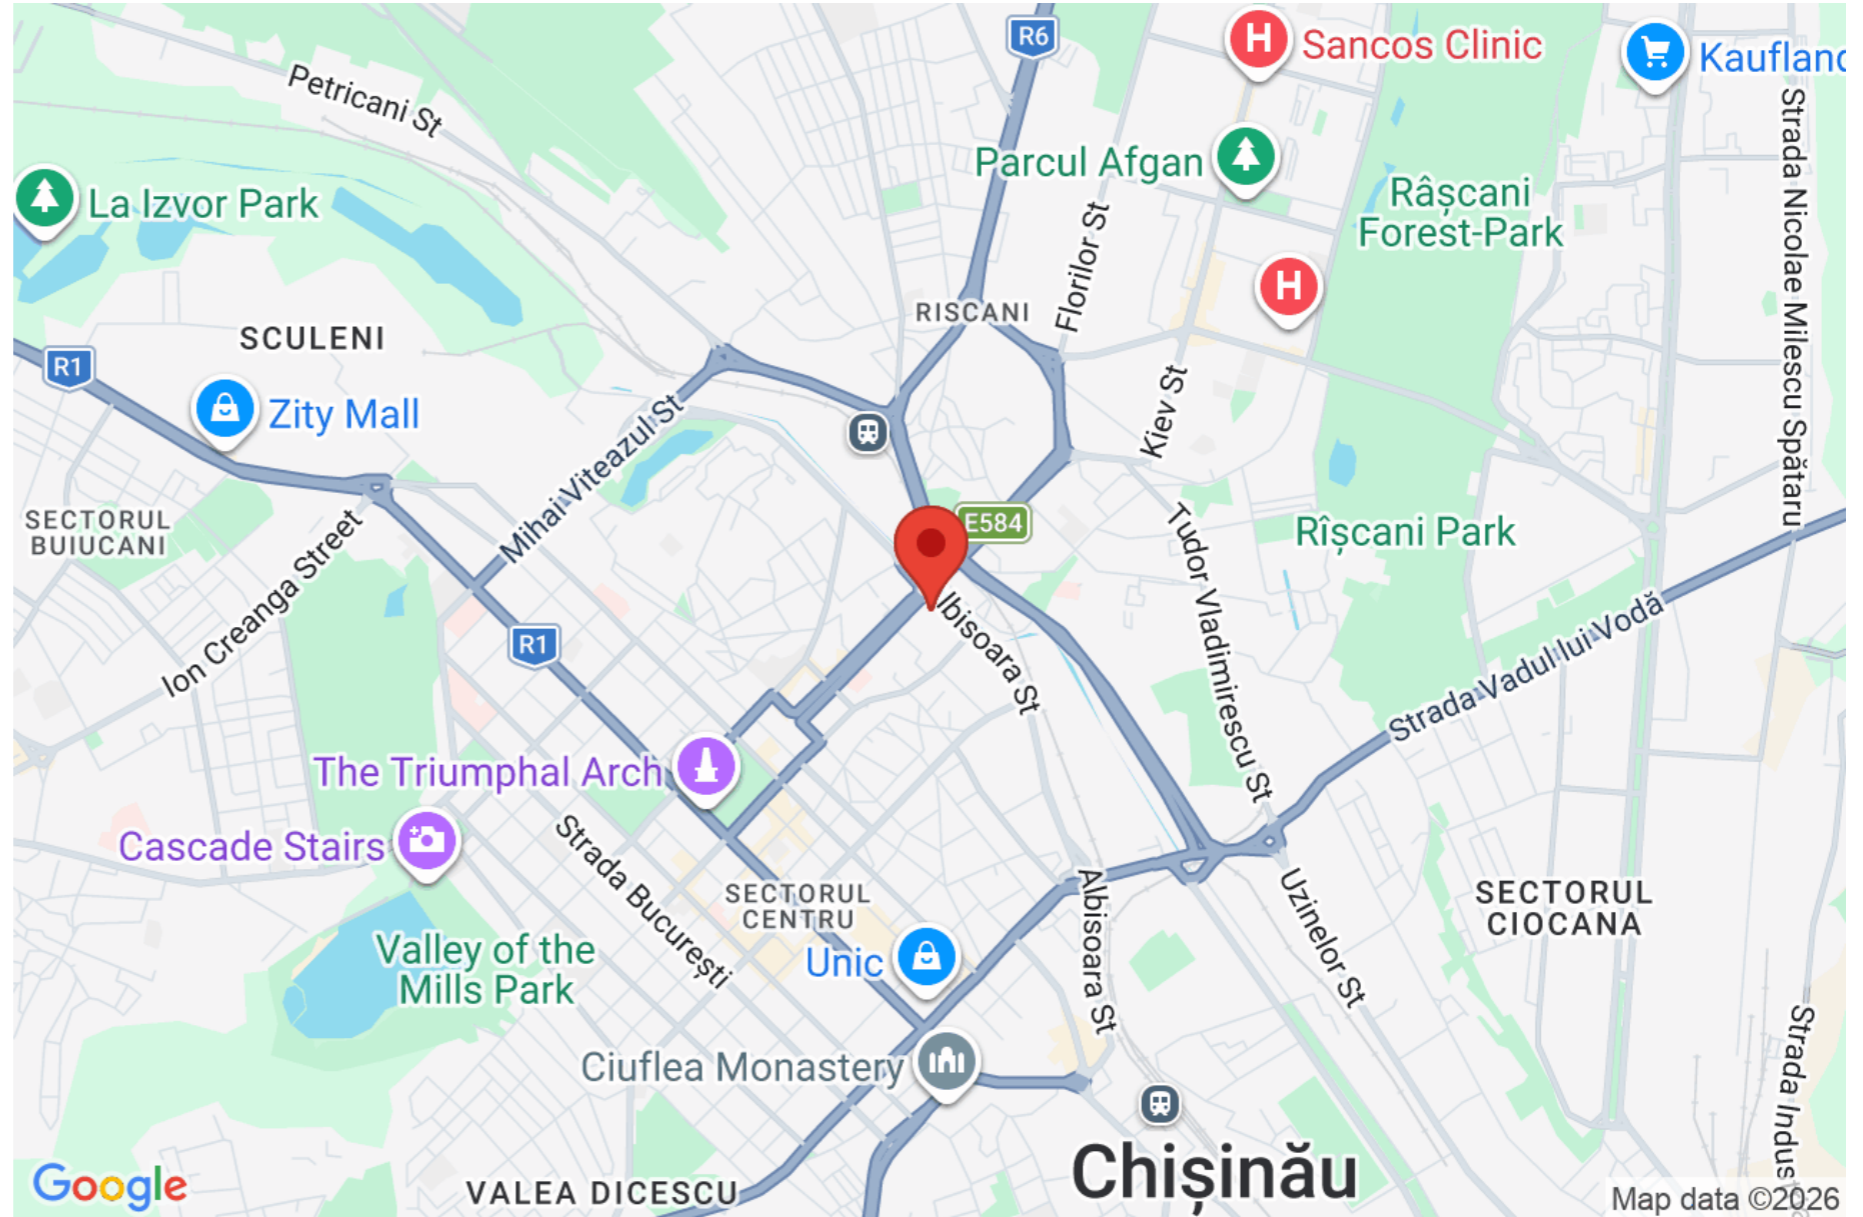 R6
Sancos Clinic
Kaufland
Petricani St
Parcul Afgan
La Izvor Park
Râșcani
Forest-Park
Florilor St
Strada Nicolae Milescu Spătaru
RISCANI
SCULENI
R1
Zity Mall
Mihai Viteazul St
Kiev St
SECTORUL
BUIUCANI
Ion Creanga Street
E584
Tudor Vladimirescu St
Rîșcani Park
R1
Albisoara St
Strada Vadul lui Vodă
The Triumphal Arch
Cascade Stairs
Strada București
SECTORUL
CENTRU
Albisoara St
Uzinelor St
SECTORUL
CIOCANA
Valley of the
Mills Park
Unic
Ciuflea Monastery
Strada Indust
Chișinău
VALEA DICESCU
Google
Map data ©2026